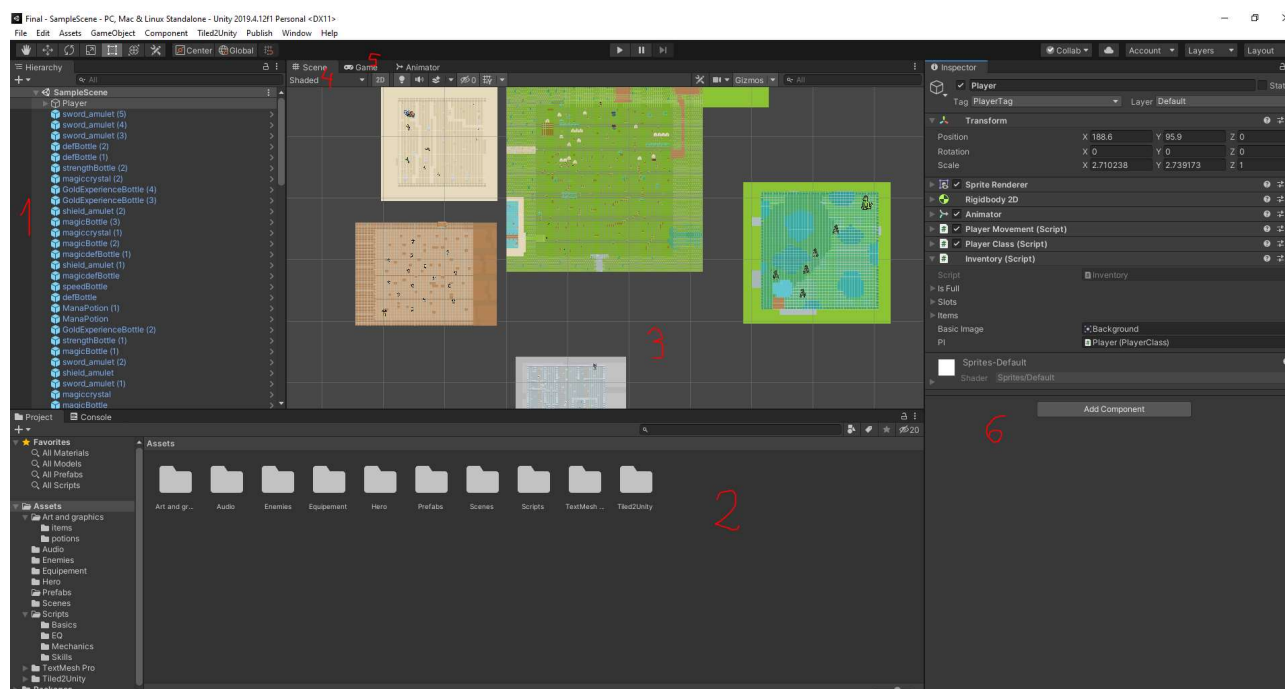 Final - SampleScene - PC, Mac & Linux Standalone - Unity 2019.4.12f1 Personal <DX11>
File Edit Assets GameObject Component Tiled2Unity Publish Window Help
Center Global Collab Account Layers Layout
Hierarchy
All
SampleScene
Player
sword_amulet (5)
sword_amulet (4)
sword_amulet (3)
defBottle (2)
defBottle (1)
strengthBottle (2)
magiccrystal (2)
GoldExperienceBottle (4)
GoldExperienceBottle (3)
shield_amulet (2)
magicBottle (3)
magiccrystal (1)
magicBottle (2)
magicdefBottle (1)
shield_amulet (1)
magicdefBottle
speedBottle
defBottle
ManaPotion (1)
ManaPotion
GoldExperienceBottle (2)
strengthBottle (1)
magicBottle (1)
sword_amulet (2)
shield_amulet
sword_amulet (1)
magiccrystal
magicBottle
1
Scene Game Animator
5
Shaded 2D 0 Gizmos All
4
3
Project Console
20
Favorites
All Materials
All Models
All Prefabs
All Scripts
Assets
Art and graphics
items
potions
Audio
Enemies
Equipement
Hero
Prefabs
Scenes
Scripts
Basics
EQ
Mechanics
Skills
TextMesh Pro
Tiled2Unity
Packages
Assets
Art and gr... Audio Enemies Equipement Hero Prefabs Scenes Scripts TextMesh ... Tiled2Unity
2
Inspector
Player Stat
Tag PlayerTag Layer Default
Transform
Position X 188.6 Y 95.9 Z 0
Rotation X 0 Y 0 Z 0
Scale X 2.710238 Y 2.739173 Z 1
Sprite Renderer
Rigidbody 2D
Animator
Player Movement (Script)
Player Class (Script)
Inventory (Script)
Script Inventory
Is Full
Slots
Items
Basic Image Background
Pl Player (PlayerClass)
Sprites-Default
Shader Sprites/Default
Add Component
6